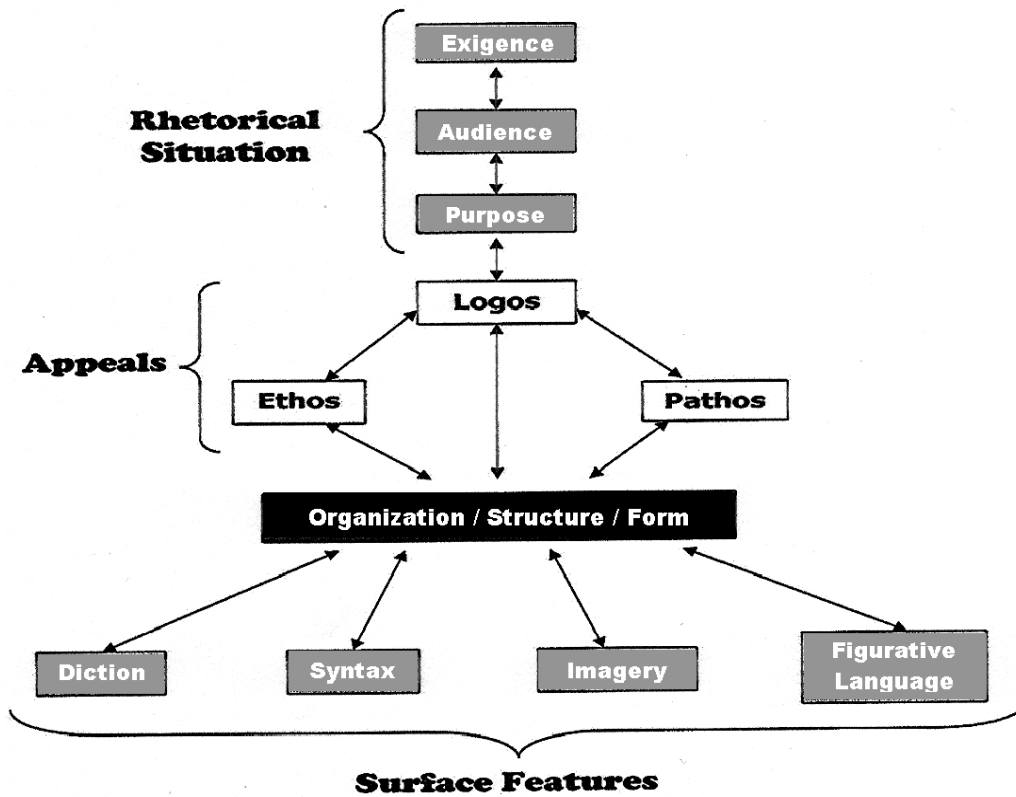 Exigence
Rhetorical
Situation
Audience
Purpose
Logos
Appeals
Ethos
Pathos
Organization / Structure / Form
Diction
Syntax
Imagery
Figurative
Language
Surface Features